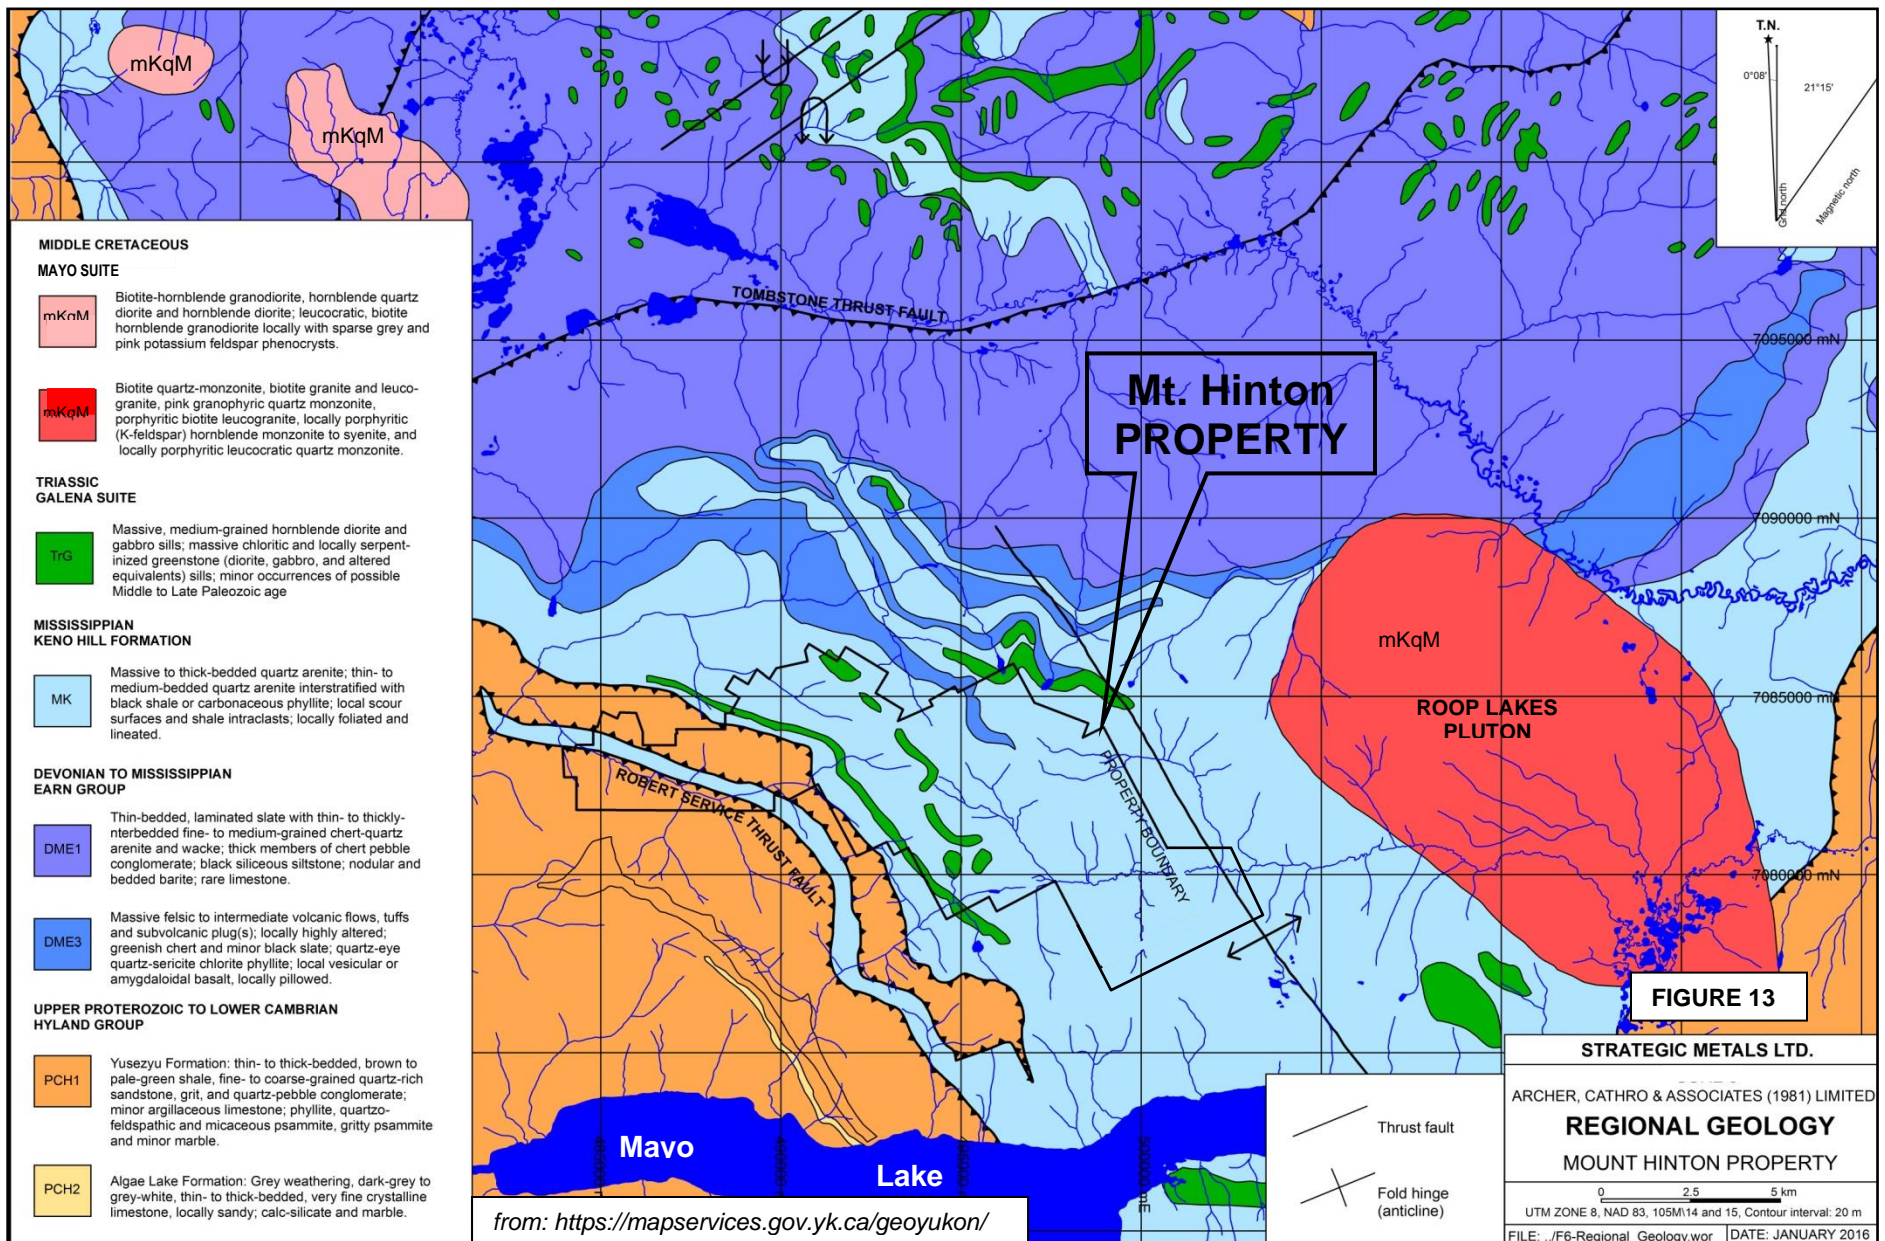 T.N.
0°08'
21°15'
Grid north
Magnetic north
mKqM
mKqM
TOMBSTONE THRUST FAULT
7095000 mN
Mt. Hinton
PROPERTY
7090000 mN
mKqM
7085000 mN
ROOP LAKES
PLUTON
PROPERTY BOUNDARY
ROBERT SERVICE THRUST FAULT
7080000 mN
FIGURE 13
Mayo
Lake
500000 mE
from: https://mapservices.gov.yk.ca/geoyukon/
MIDDLE CRETACEOUS
MAYO SUITE
mKqM
Biotite-hornblende granodiorite, hornblende quartz
diorite and hornblende diorite; leucocratic, biotite
hornblende granodiorite locally with sparse grey and
pink potassium feldspar phenocrysts.
mKqM
Biotite quartz-monzonite, biotite granite and leuco-
granite, pink granophyric quartz monzonite,
porphyritic biotite leucogranite, locally porphyritic
(K-feldspar) hornblende monzonite to syenite, and
locally porphyritic leucocratic quartz monzonite.
TRIASSIC
GALENA SUITE
TrG
Massive, medium-grained hornblende diorite and
gabbro sills; massive chloritic and locally serpent-
inized greenstone (diorite, gabbro, and altered
equivalents) sills; minor occurrences of possible
Middle to Late Paleozoic age
MISSISSIPPIAN
KENO HILL FORMATION
MK
Massive to thick-bedded quartz arenite; thin- to
medium-bedded quartz arenite interstratified with
black shale or carbonaceous phyllite; local scour
surfaces and shale intraclasts; locally foliated and
lineated.
DEVONIAN TO MISSISSIPPIAN
EARN GROUP
DME1
Thin-bedded, laminated slate with thin- to thickly-
nterbedded fine- to medium-grained chert-quartz
arenite and wacke; thick members of chert pebble
conglomerate; black siliceous siltstone; nodular and
bedded barite; rare limestone.
DME3
Massive felsic to intermediate volcanic flows, tuffs
and subvolcanic plug(s); locally highly altered;
greenish chert and minor black slate; quartz-eye
quartz-sericite chlorite phyllite; local vesicular or
amygdaloidal basalt, locally pillowed.
UPPER PROTEROZOIC TO LOWER CAMBRIAN
HYLAND GROUP
PCH1
Yusezyu Formation: thin- to thick-bedded, brown to
pale-green shale, fine- to coarse-grained quartz-rich
sandstone, grit, and quartz-pebble conglomerate;
minor argillaceous limestone; phyllite, quartzo-
feldspathic and micaceous psammite, gritty psammite
and minor marble.
PCH2
Algae Lake Formation: Grey weathering, dark-grey to
grey-white, thin- to thick-bedded, very fine crystalline
limestone, locally sandy; calc-silicate and marble.
Thrust fault
Fold hinge
(anticline)
STRATEGIC METALS LTD.
ARCHER, CATHRO & ASSOCIATES (1981) LIMITED
REGIONAL GEOLOGY
MOUNT HINTON PROPERTY
0 2.5 5 km
UTM ZONE 8, NAD 83, 105M\14 and 15, Contour interval: 20 m
FILE: ../F6-Regional_Geology.wor
DATE: JANUARY 2016